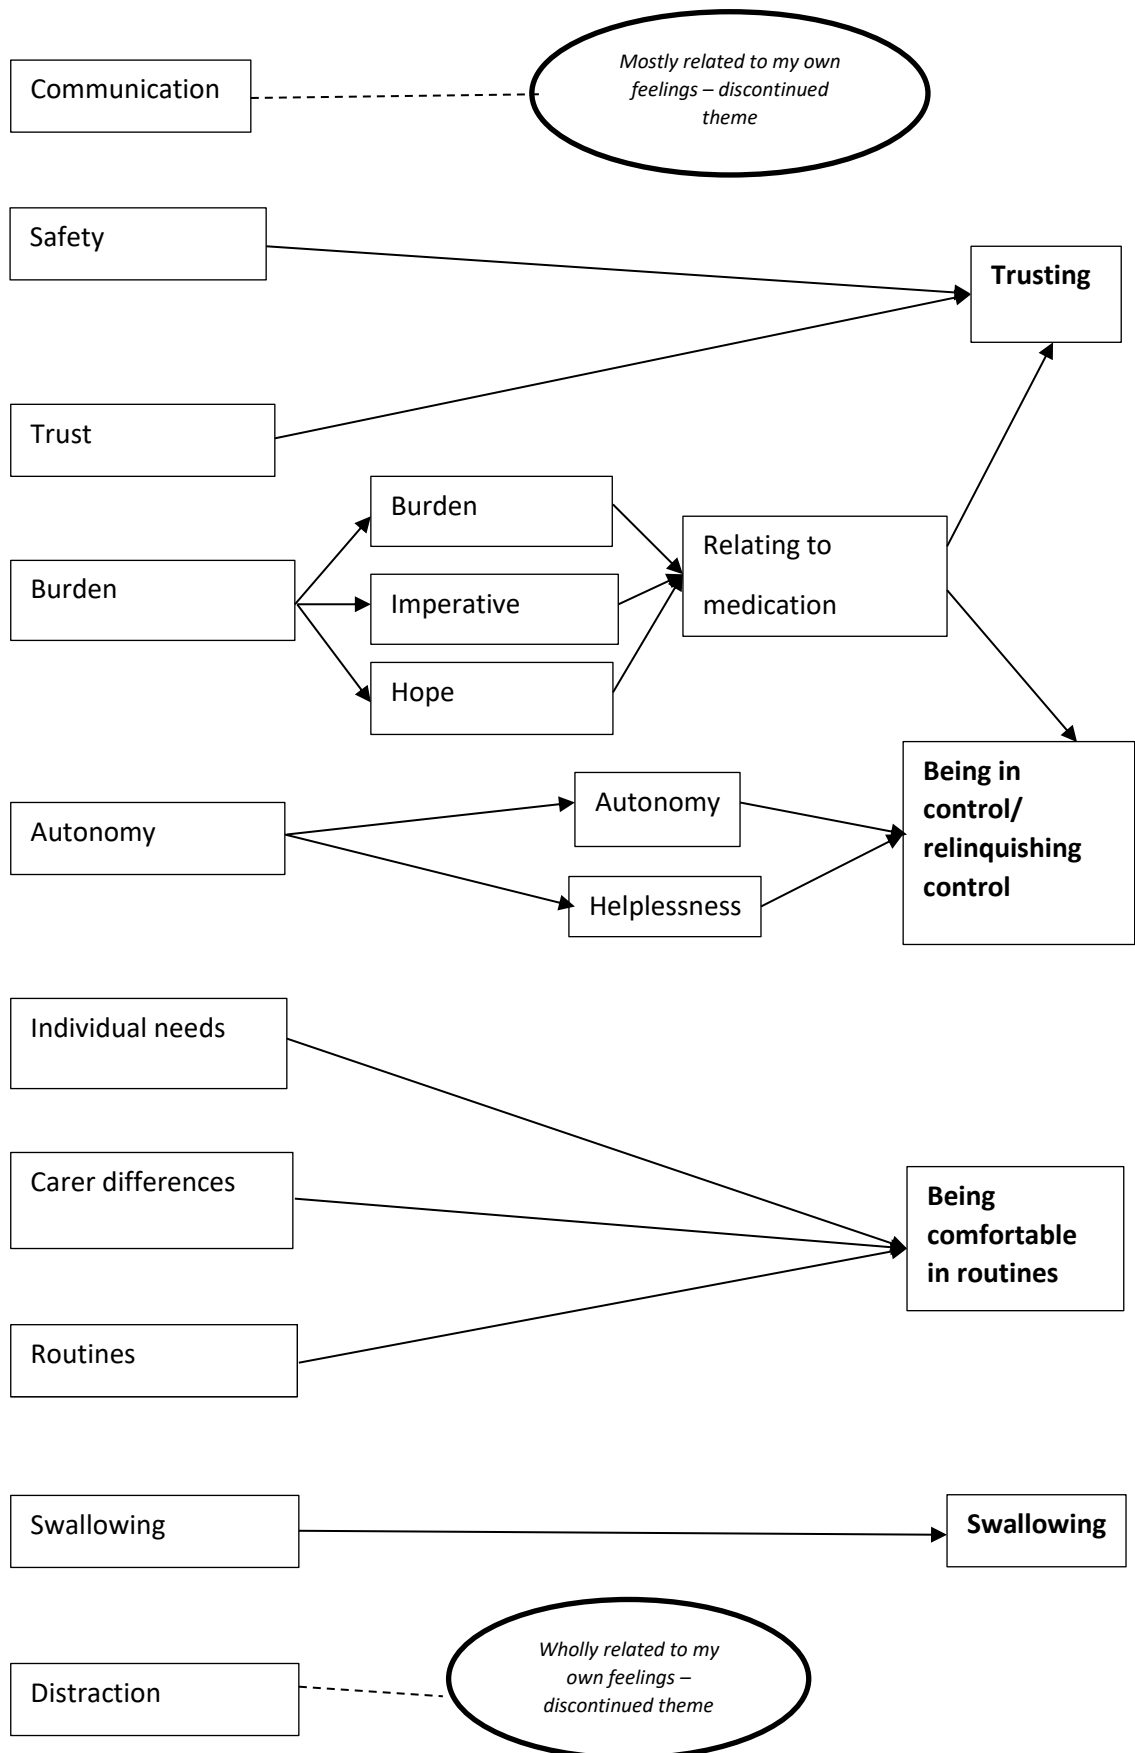 Communication
Mostly related to my own
feelings – discontinued
theme
Safety
Trusting
Trust
Burden
Burden
Imperative
Hope
Relating to
medication
Being in
control/
relinquishing
control
Autonomy
Autonomy
Helplessness
Individual needs
Carer differences
Routines
Being
comfortable
in routines
Swallowing
Swallowing
Distraction
Wholly related to my
own feelings –
discontinued theme